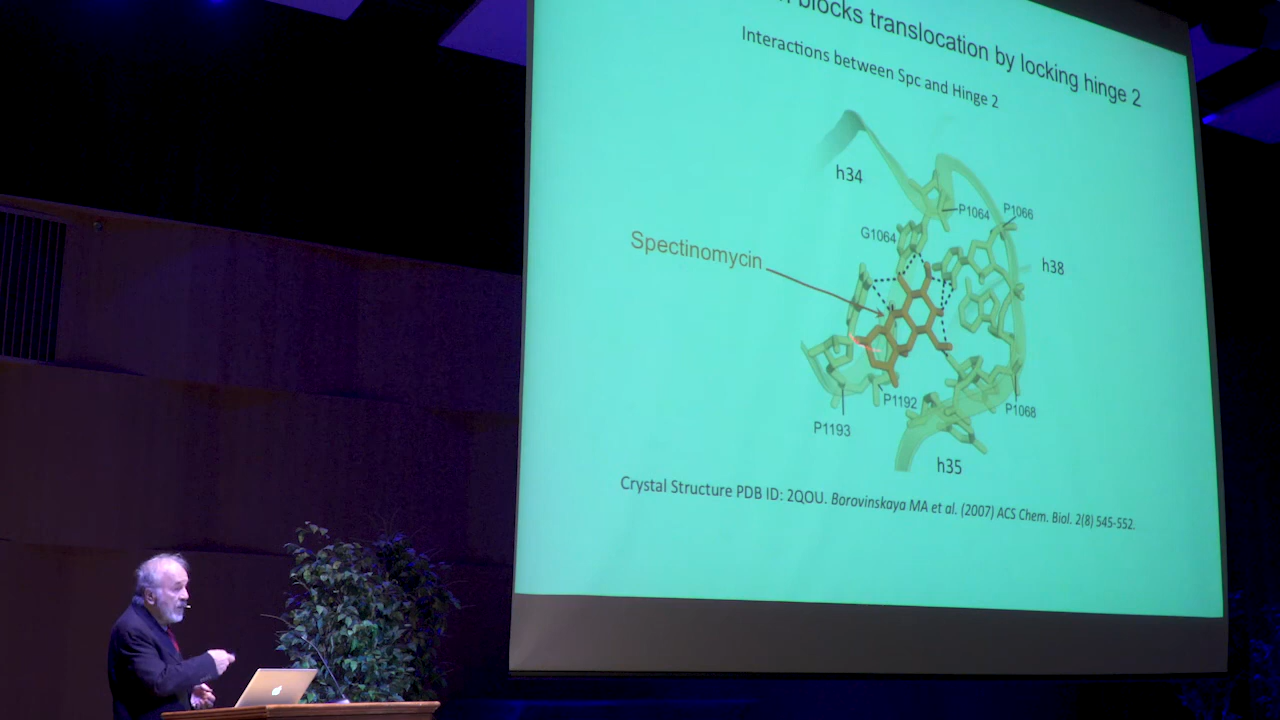 blocks translocation by locking hinge 2
Interactions between Spc and Hinge 2
h34
P1064
P1066
G1064
Spectinomycin
h38
P1192
P1068
P1193
h35
Crystal Structure PDB ID: 2QOU. Borovinskaya MA et al. (2007) ACS Chem. Biol. 2(8) 545-552.